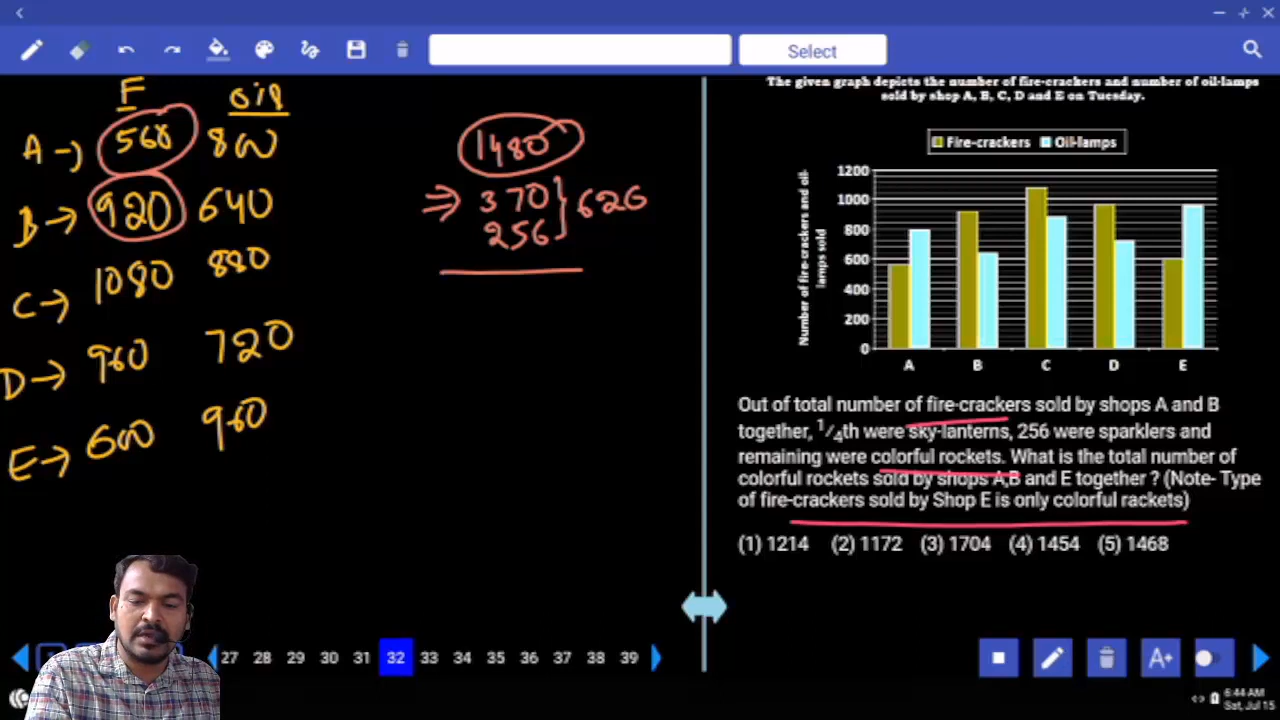 Select
F oil
A → 560 800
B → 920 640
C → 1080 880
D → 960 720
E → 600 960
1480
⇒ 370
256 } 626
The given graph depicts the number of fire-crackers and number of oil-lamps
sold by shop A, B, C, D and E on Tuesday.
Fire-crackers Oil-lamps
Number of fire-crackers and oil-
lamps sold
1200
1000
800
600
400
200
0
A B C D E
Out of total number of fire-crackers sold by shops A and B
together, 1/4th were sky-lanterns, 256 were sparklers and
remaining were colorful rockets. What is the total number of
colorful rockets sold by shops A,B and E together ? (Note- Type
of fire-crackers sold by Shop E is only colorful rackets)
(1) 1214 (2) 1172 (3) 1704 (4) 1454 (5) 1468
27 28 29 30 31 32 33 34 35 36 37 38 39
A+
6:44 AM
Sat, Jul 15